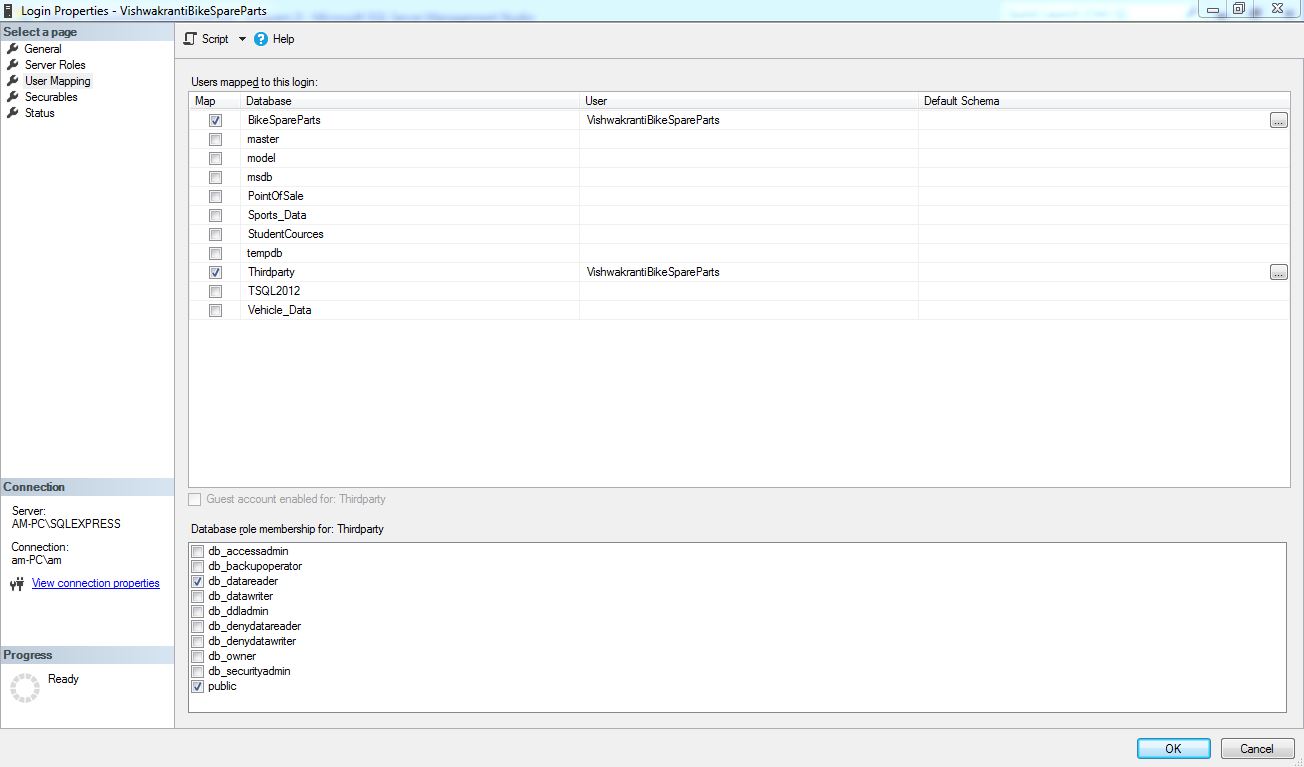 Login Properties - VishwakrantiBikeSpareParts
Select a page
General
Server Roles
User Mapping
Securables
Status
Script Help
Users mapped to this login:
Map Database User Default Schema
BikeSpareParts VishwakrantiBikeSpareParts ...
master
model
msdb
PointOfSale
Sports_Data
StudentCources
tempdb
Thirdparty VishwakrantiBikeSpareParts ...
TSQL2012
Vehicle_Data
Guest account enabled for: Thirdparty
Database role membership for: Thirdparty
db_accessadmin
db_backupoperator
db_datareader
db_datawriter
db_ddladmin
db_denydatareader
db_denydatawriter
db_owner
db_securityadmin
public
Connection
Server:
AM-PC\SQLEXPRESS
Connection:
am-PC\am
View connection properties
Progress
Ready
OK Cancel